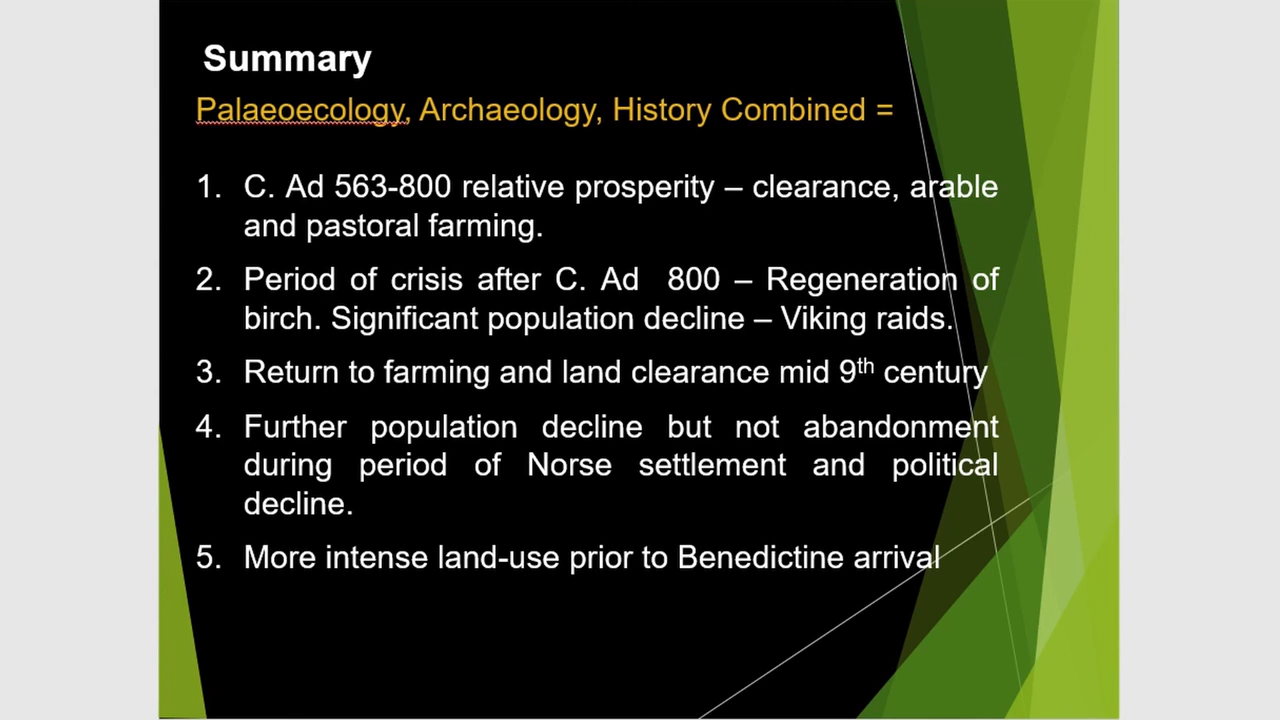 Summary
Palaeoecology, Archaeology, History Combined =
1. C. Ad 563-800 relative prosperity – clearance, arable
and pastoral farming.
2. Period of crisis after C. Ad 800 – Regeneration of
birch. Significant population decline – Viking raids.
3. Return to farming and land clearance mid 9th century
4. Further population decline but not abandonment
during period of Norse settlement and political
decline.
5. More intense land-use prior to Benedictine arrival